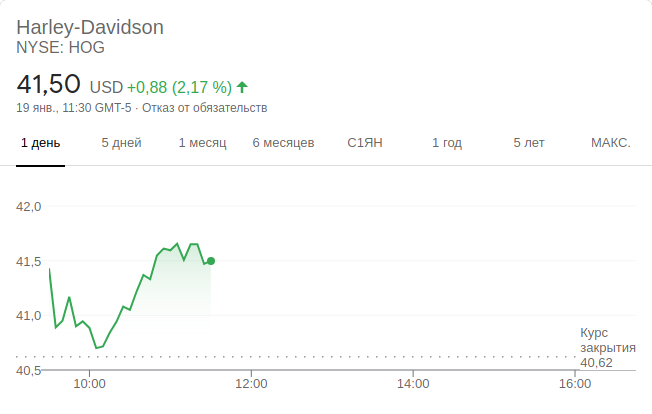 Harley-Davidson
NYSE: HOG
41,50 USD +0,88 (2,17 %)
19 янв., 11:30 GMT-5 · Отказ от обязательств
1 день 5 дней 1 месяц 6 месяцев С1ЯН 1 год 5 лет МАКС.
42,0
41,5
41,0
Курс
закрытия
40,62
40,5
10:00 12:00 14:00 16:00